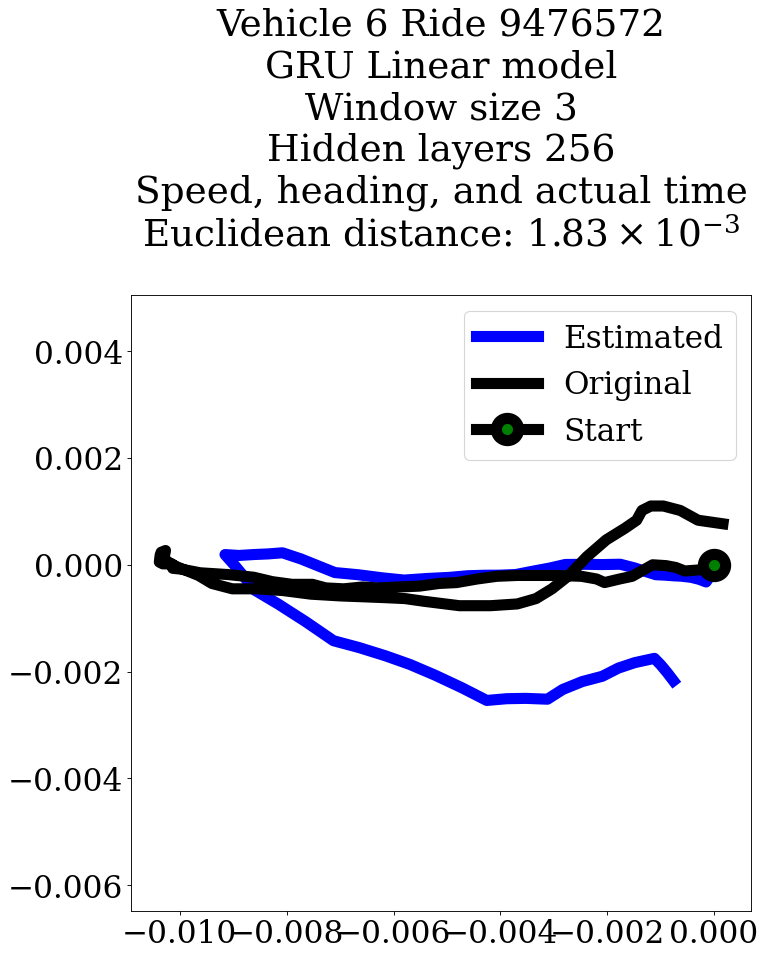 Vehicle 6 Ride 9476572
GRU Linear model
Window size 3
Hidden layers 256
Speed, heading, and actual time
Euclidean distance: 1.83 × 10⁻³
Estimated
Original
Start
0.004
0.002
0.000
−0.002
−0.004
−0.006
−0.010 −0.008 −0.006 −0.004 −0.002 0.000